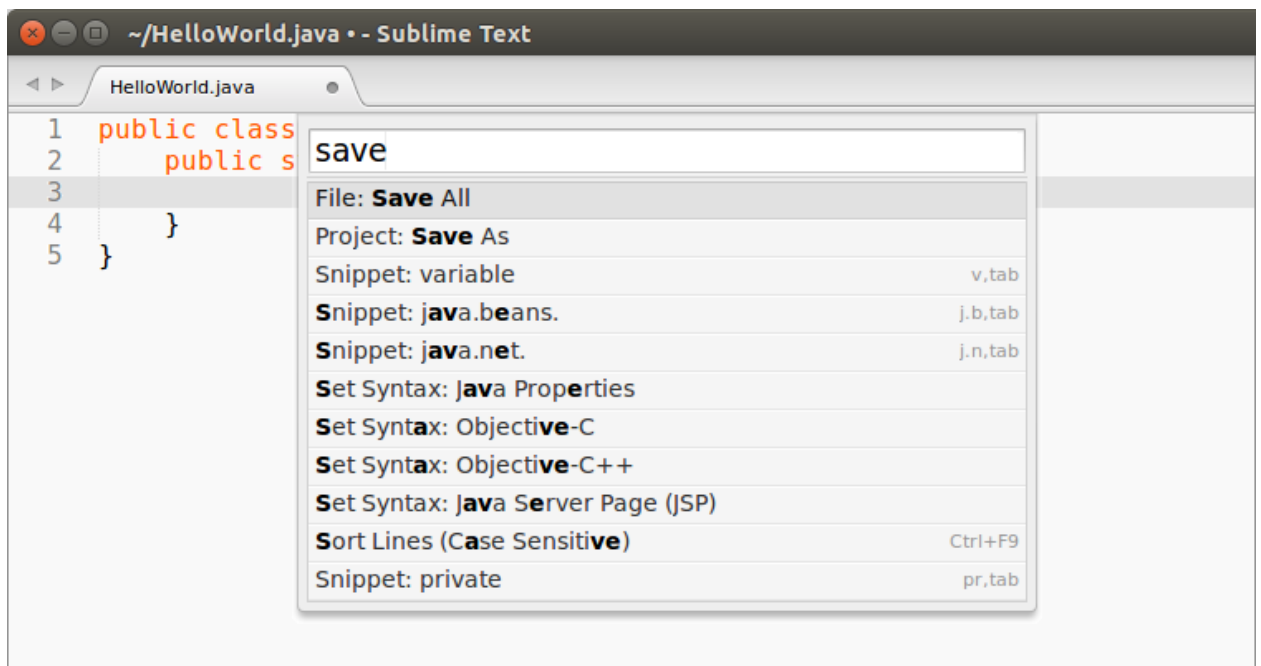 ~/HelloWorld.java • - Sublime Text
HelloWorld.java
1 public class
2 public s
3
4 }
5 }
save
File: Save All
Project: Save As
Snippet: variable v,tab
Snippet: java.beans. j.b,tab
Snippet: java.net. j.n,tab
Set Syntax: Java Properties
Set Syntax: Objective-C
Set Syntax: Objective-C++
Set Syntax: Java Server Page (JSP)
Sort Lines (Case Sensitive) Ctrl+F9
Snippet: private pr,tab